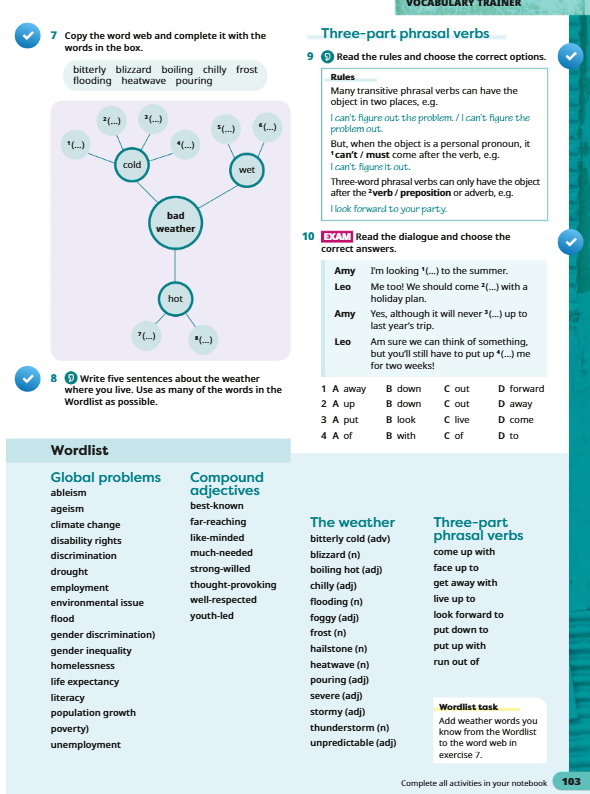 VOCABULARY TRAINER
7 Copy the word web and complete it with the
words in the box.
bitterly blizzard boiling chilly frost
flooding heatwave pouring
1(...)
2(...)
3(...)
4(...)
5(...)
6(...)
cold
wet
bad
weather
hot
7(...)
8(...)
8 Write five sentences about the weather
where you live. Use as many of the words in the
Wordlist as possible.
Three-part phrasal verbs
9 Read the rules and choose the correct options.
Rules
Many transitive phrasal verbs can have the
object in two places, e.g.
I can't figure out the problem. / I can't figure the
problem out.
But, when the object is a personal pronoun, it
1can't / must come after the verb, e.g.
I can't figure it out.
Three-word phrasal verbs can only have the object
after the 2verb / preposition or adverb, e.g.
I look forward to your party.
10 EXAM Read the dialogue and choose the
correct answers.
Amy I'm looking 1(...) to the summer.
Leo Me too! We should come 2(...) with a
holiday plan.
Amy Yes, although it will never 3(...) up to
last year's trip.
Leo Am sure we can think of something,
but you'll still have to put up 4(...) me
for two weeks!
1 A away B down C out D forward
2 A up B down C out D away
3 A put B look C live D come
4 A of B with C of D to
Wordlist
Global problems
ableism
ageism
climate change
disability rights
discrimination
drought
employment
environmental issue
flood
gender discrimination)
gender inequality
homelessness
life expectancy
literacy
population growth
poverty)
unemployment
Compound
adjectives
best-known
far-reaching
like-minded
much-needed
strong-willed
thought-provoking
well-respected
youth-led
The weather
bitterly cold (adv)
blizzard (n)
boiling hot (adj)
chilly (adj)
flooding (n)
foggy (adj)
frost (n)
hailstone (n)
heatwave (n)
pouring (adj)
severe (adj)
stormy (adj)
thunderstorm (n)
unpredictable (adj)
Three-part
phrasal verbs
come up with
face up to
get away with
live up to
look forward to
put down to
put up with
run out of
Wordlist task
Add weather words you
know from the Wordlist
to the word web in
exercise 7.
Complete all activities in your notebook 103